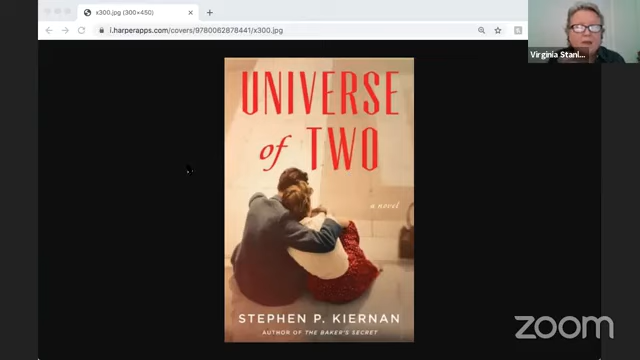 x300.jpg (300×450)
i.harperapps.com/covers/9780062878441/x300.jpg
Virginia Stanl...
UNIVERSE
of TWO
a novel
STEPHEN P. KIERNAN
AUTHOR OF THE BAKER'S SECRET
zoom